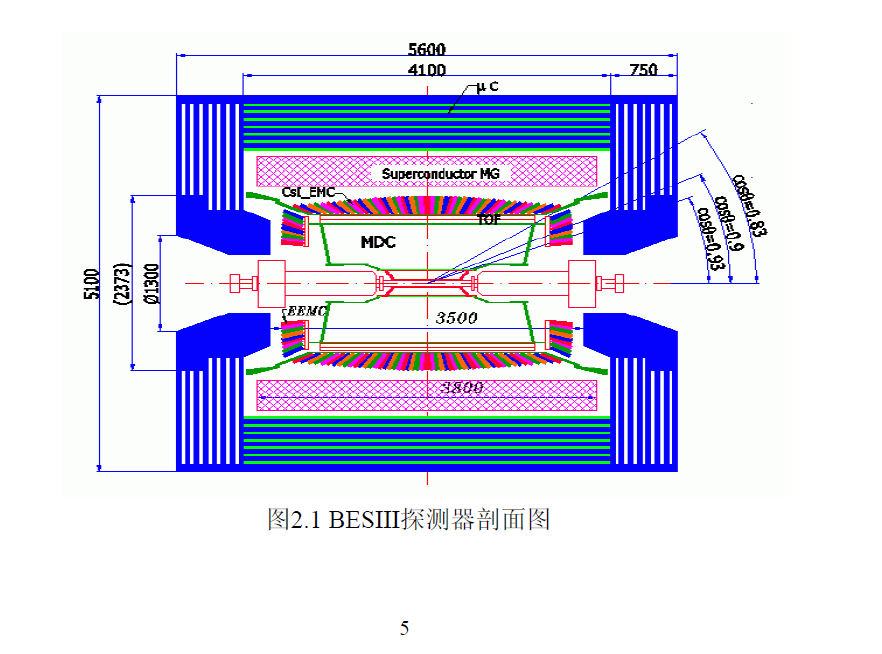 5600
4100
750
μ C
Superconductor MG
CsI_EMC
TOF
MDC
cosθ=0.83
cosθ=0.9
cosθ=0.93
5100
(2373)
Ø1300
EEMC
3500
3800
图2.1 BESIII探测器剖面图
5